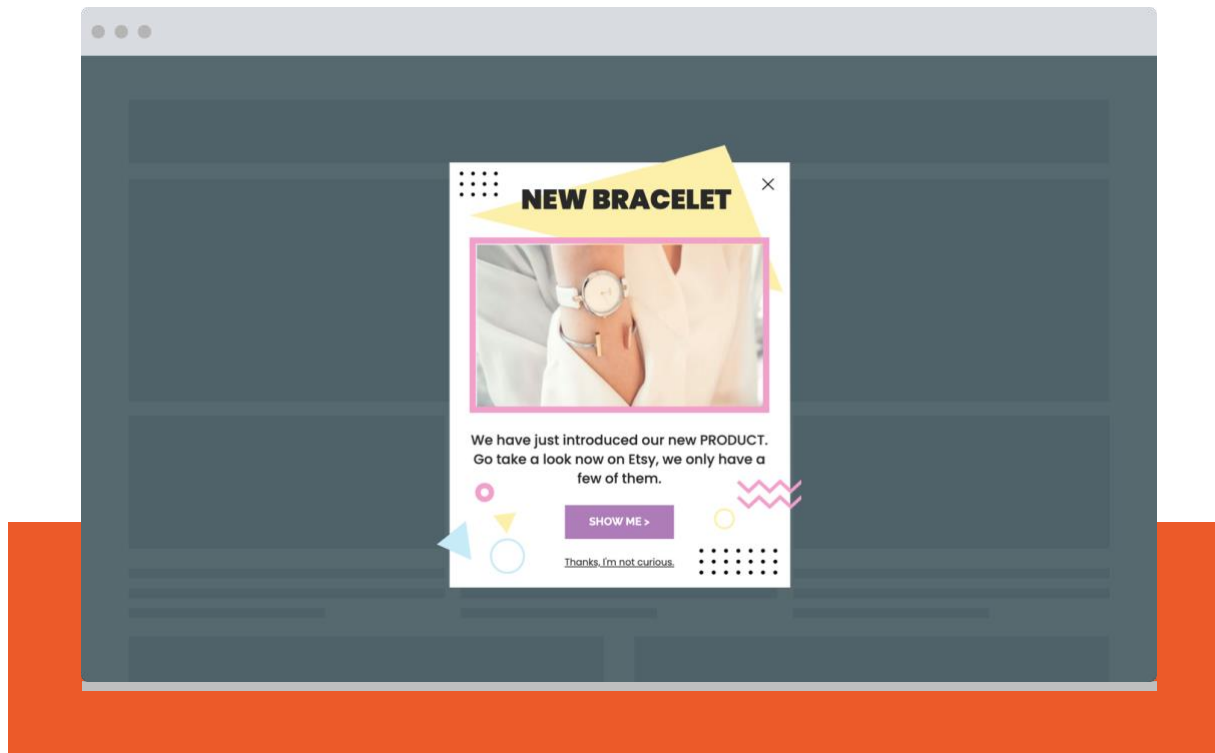 NEW BRACELET
We have just introduced our new PRODUCT.
Go take a look now on Etsy, we only have a
few of them.
SHOW ME >
Thanks, I'm not curious.